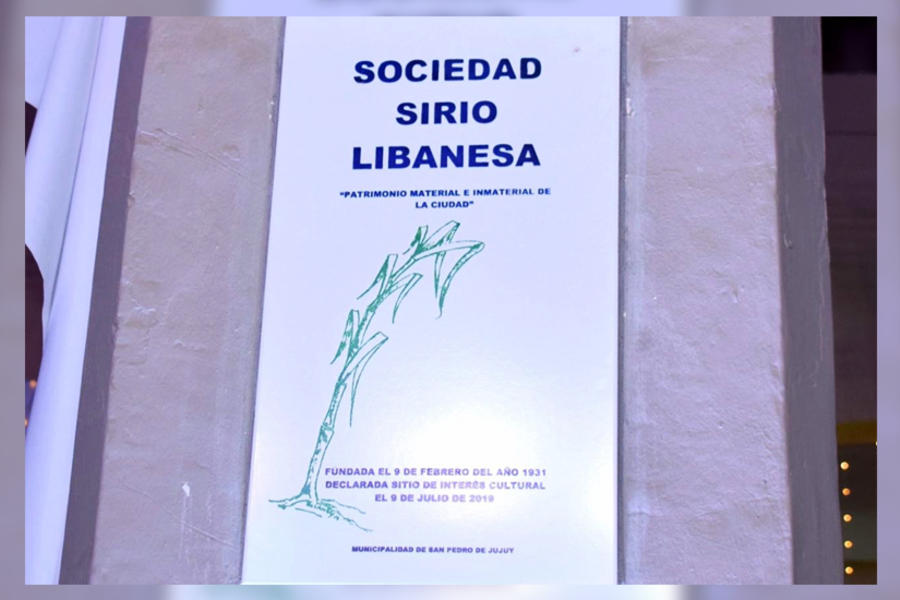 SOCIEDAD
SIRIO
LIBANESA
"PATRIMONIO MATERIAL E INMATERIAL DE
LA CIUDAD"
FUNDADA EL 9 DE FEBRERO DEL AÑO 1931
DECLARADA SITIO DE INTERÉS CULTURAL
EL 9 DE JULIO DE 2019
MUNICIPALIDAD DE SAN PEDRO DE JUJUY